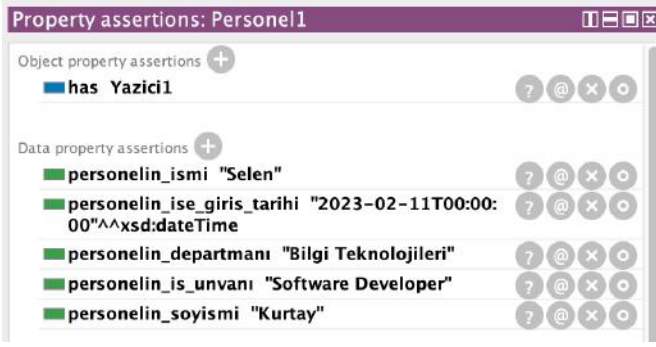 Property assertions: Personel1
Object property assertions
has Yazici1
Data property assertions
personelin_ismi "Selen"
personelin_ise_giris_tarihi "2023-02-11T00:00:
00"^^xsd:dateTime
personelin_departmanı "Bilgi Teknolojileri"
personelin_is_unvanı "Software Developer"
personelin_soyismi "Kurtay"